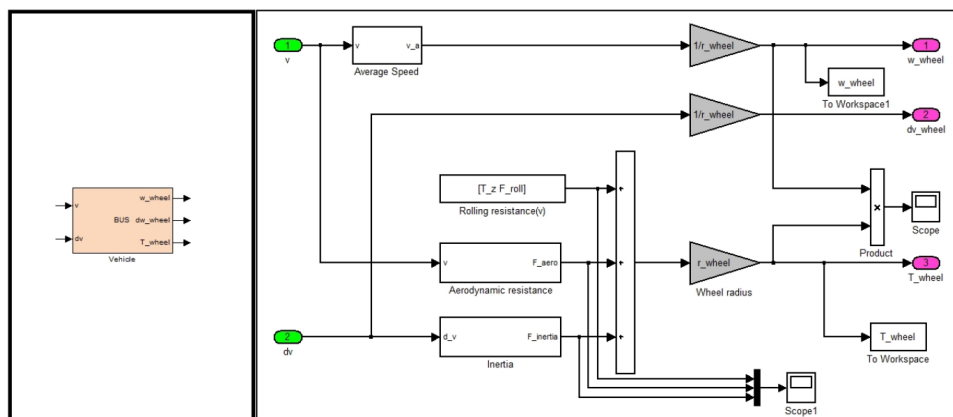 v
dv
BUS
w_wheel
dw_wheel
T_wheel
Vehicle
1
v
v
v_a
Average Speed
1/r_wheel
1
w_wheel
w_wheel
To Workspace1
1/r_wheel
2
dv_wheel
[T_z F_roll]
Rolling resistance(v)
+
+
+
v
F_aero
Aerodynamic resistance
r_wheel
Wheel radius
×
Product
Scope
3
T_wheel
2
dv
d_v
F_inertia
Inertia
T_wheel
To Workspace
Scope1